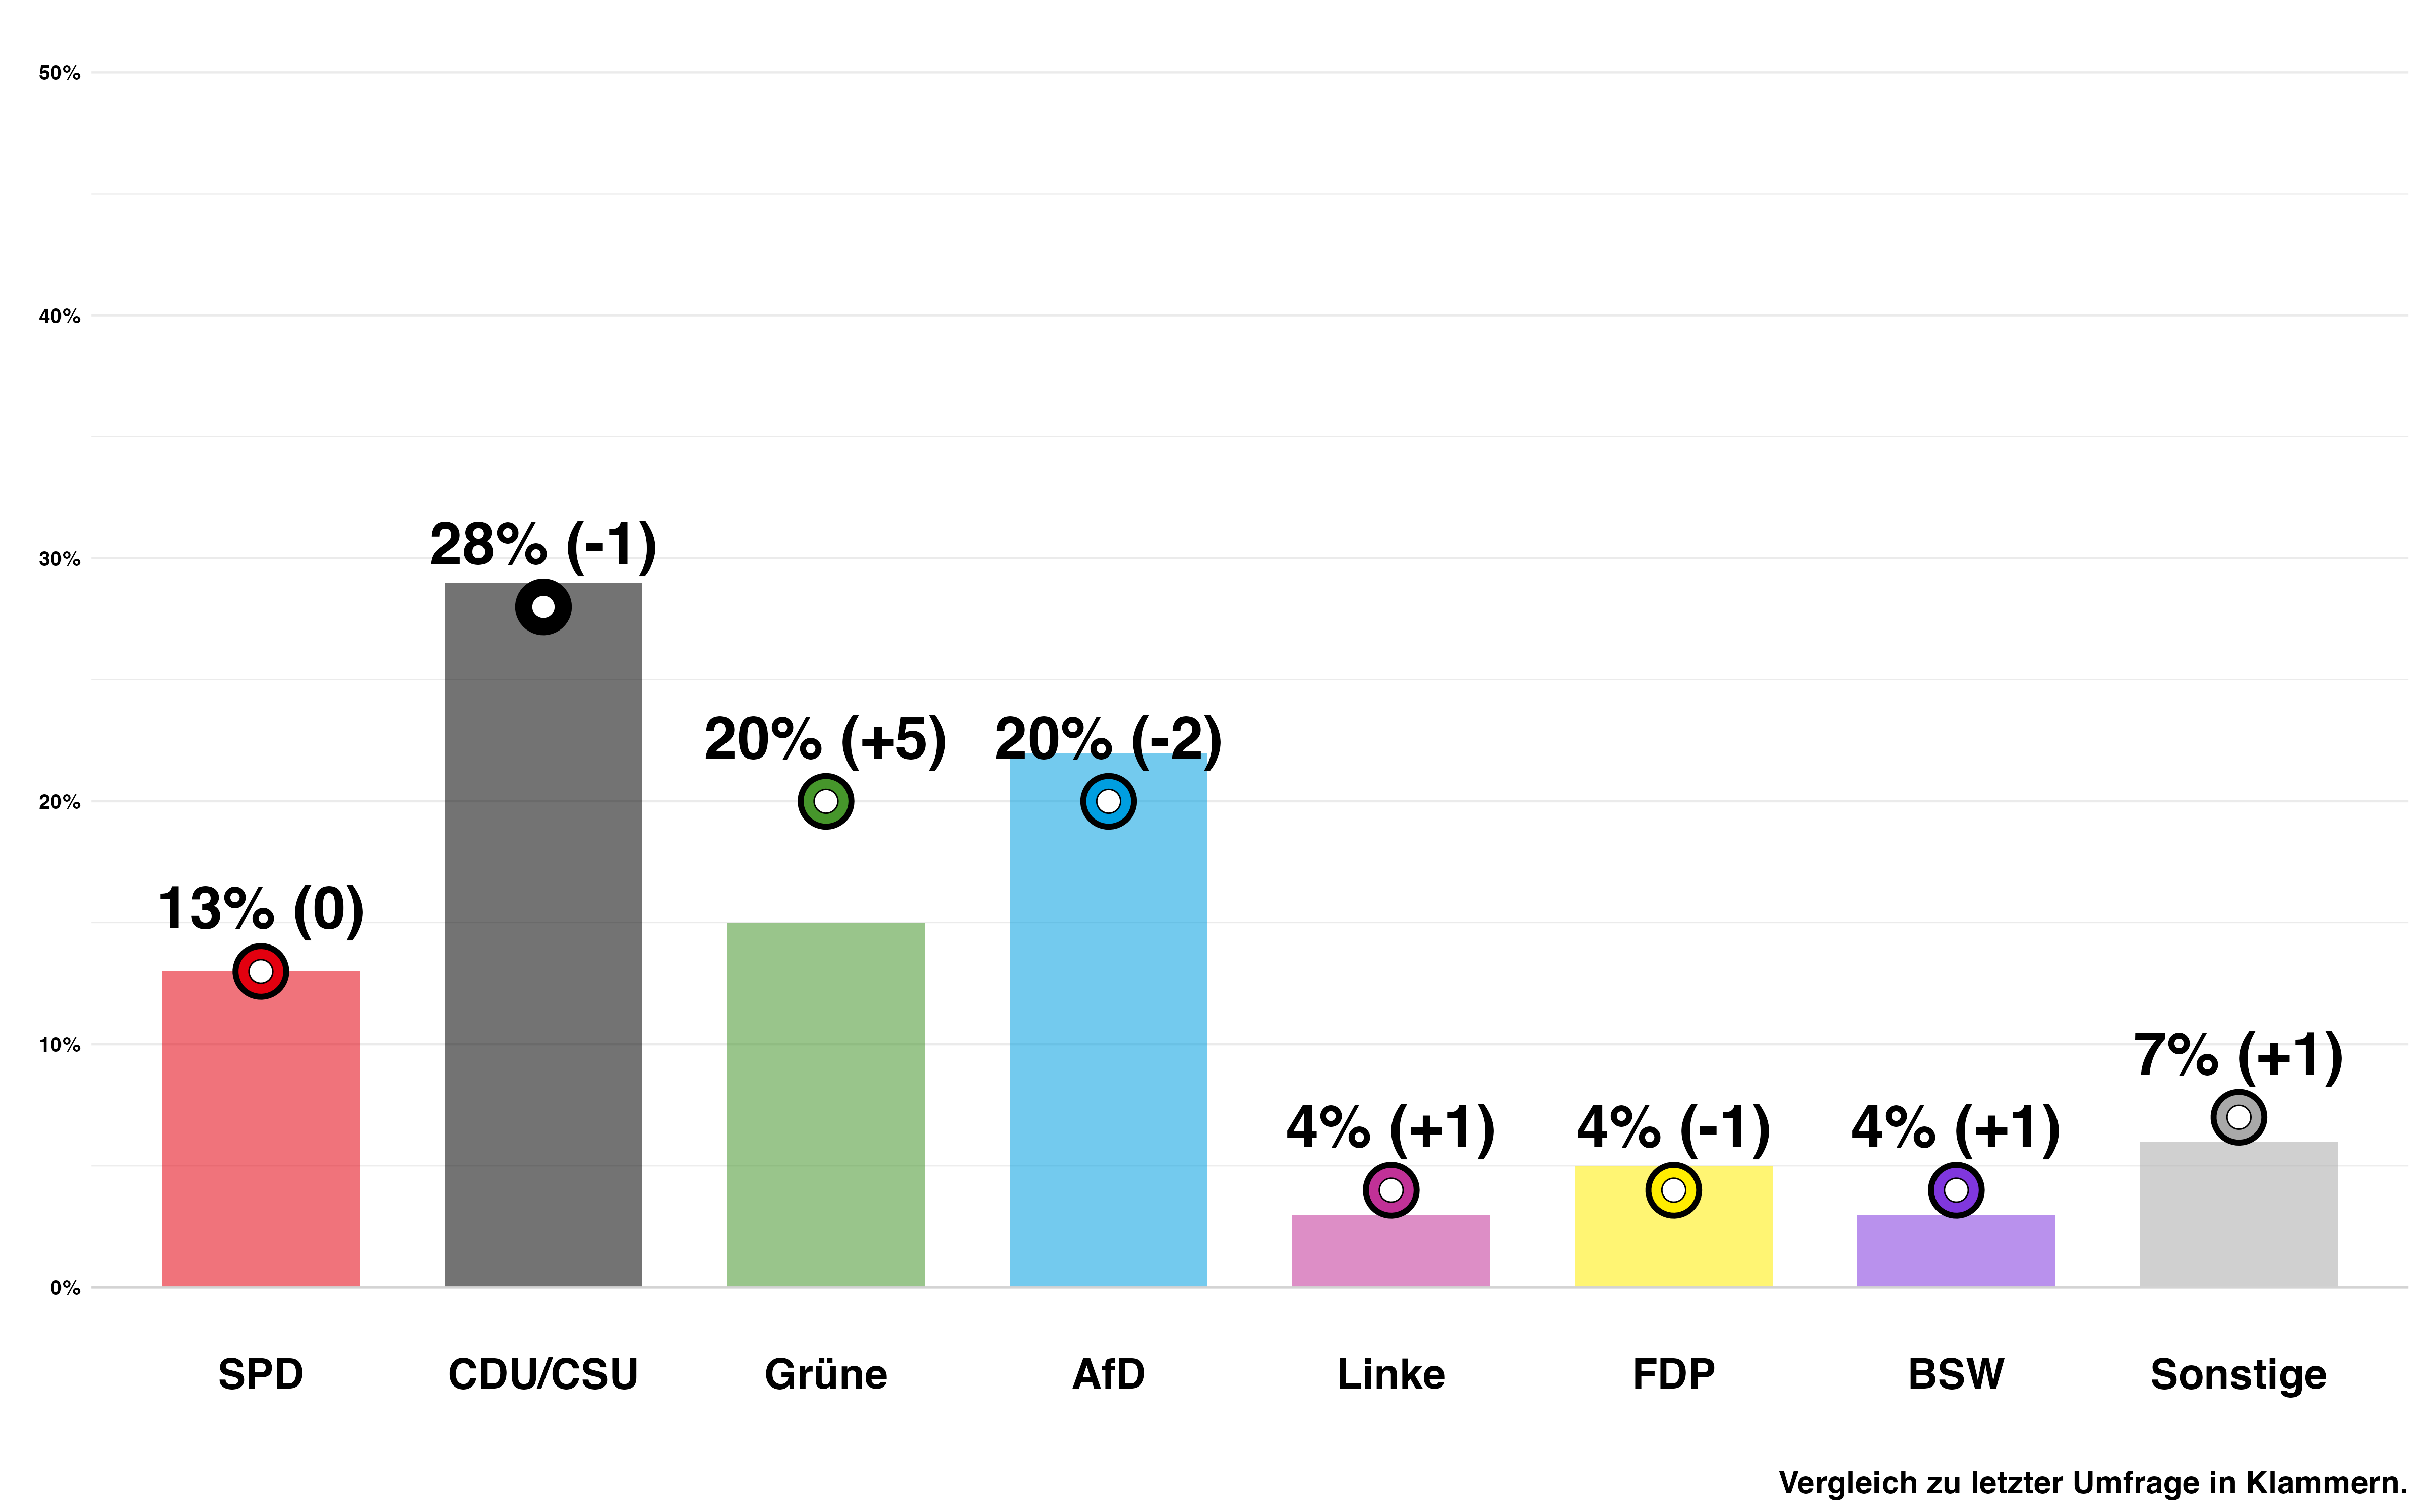 50%
40%
30%
20%
10%
0%
28% (-1)
20% (+5)
20% (-2)
13% (0)
7% (+1)
4% (+1)
4% (-1)
4% (+1)
SPD
CDU/CSU
Grüne
AfD
Linke
FDP
BSW
Sonstige
Vergleich zu letzter Umfrage in Klammern.